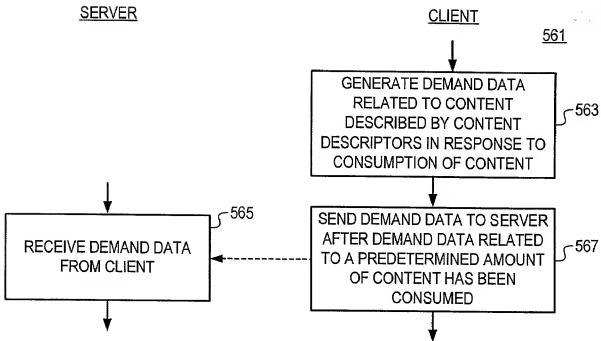 SERVER
CLIENT
561
GENERATE DEMAND DATA
RELATED TO CONTENT
DESCRIBED BY CONTENT
DESCRIPTORS IN RESPONSE TO
CONSUMPTION OF CONTENT
563
565
RECEIVE DEMAND DATA
FROM CLIENT
SEND DEMAND DATA TO SERVER
AFTER DEMAND DATA RELATED
TO A PREDETERMINED AMOUNT
OF CONTENT HAS BEEN
CONSUMED
567